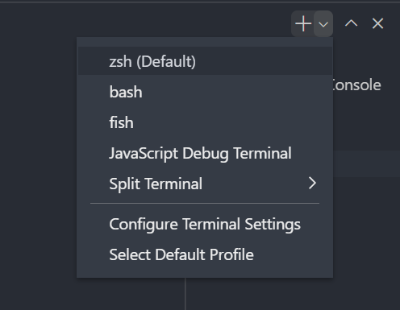 zsh (Default)
Console
bash
fish
JavaScript Debug Terminal
Split Terminal
Configure Terminal Settings
Select Default Profile